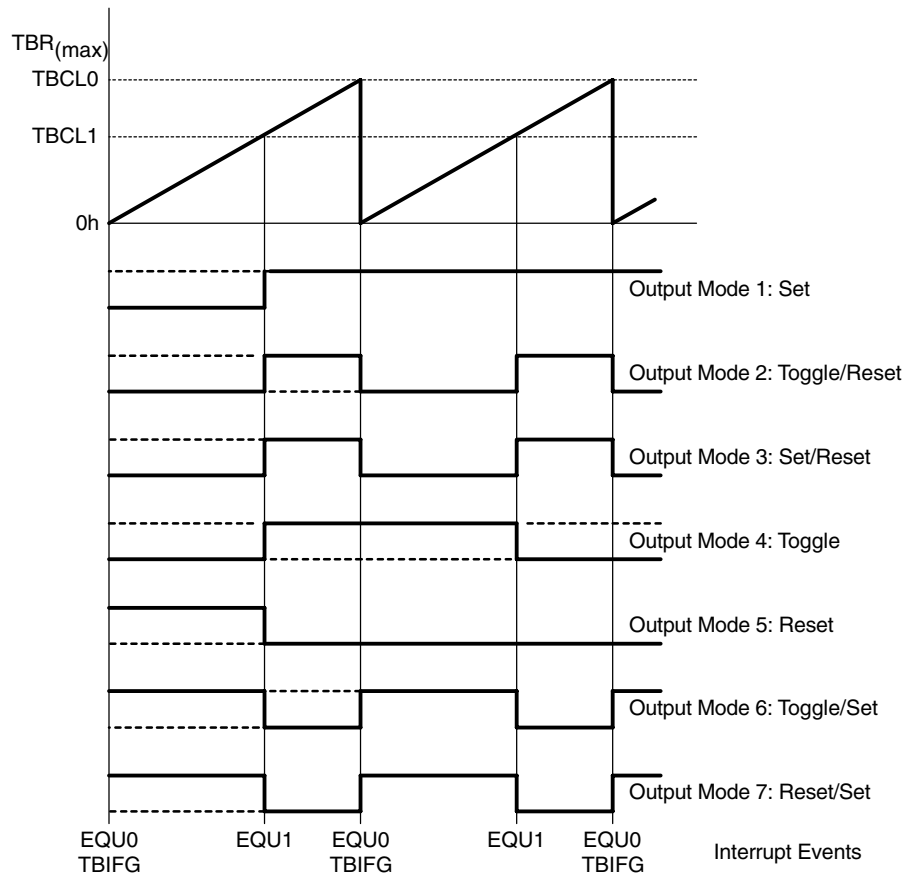 TBR(max)
TBCL0
TBCL1
0h
Output Mode 1: Set
Output Mode 2: Toggle/Reset
Output Mode 3: Set/Reset
Output Mode 4: Toggle
Output Mode 5: Reset
Output Mode 6: Toggle/Set
Output Mode 7: Reset/Set
EQU0 EQU1 EQU0 EQU1 EQU0
TBIFG TBIFG TBIFG
Interrupt Events